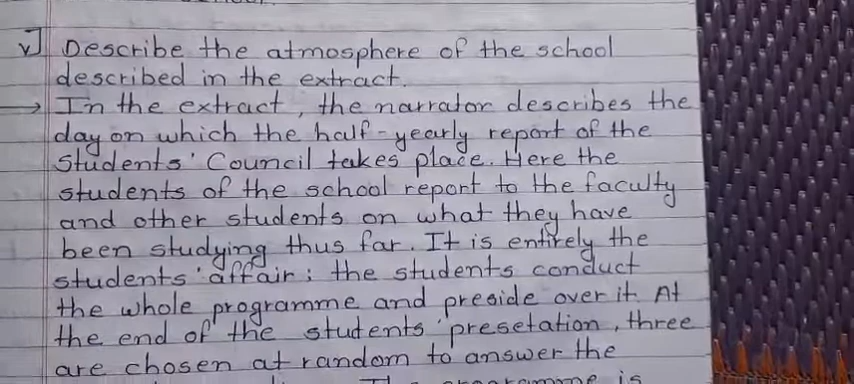 v] Describe the atmosphere of the school
described in the extract.
→ In the extract, the narrator describes the
day on which the half-yearly report of the
Students' Council takes place. Here the
students of the school report to the faculty
and other students on what they have
been studying thus far. It is entirely the
students' affair; the students conduct
the whole programme and preside over it. At
the end of the stutents' presetation, three
are chosen at random to answer the
programme is